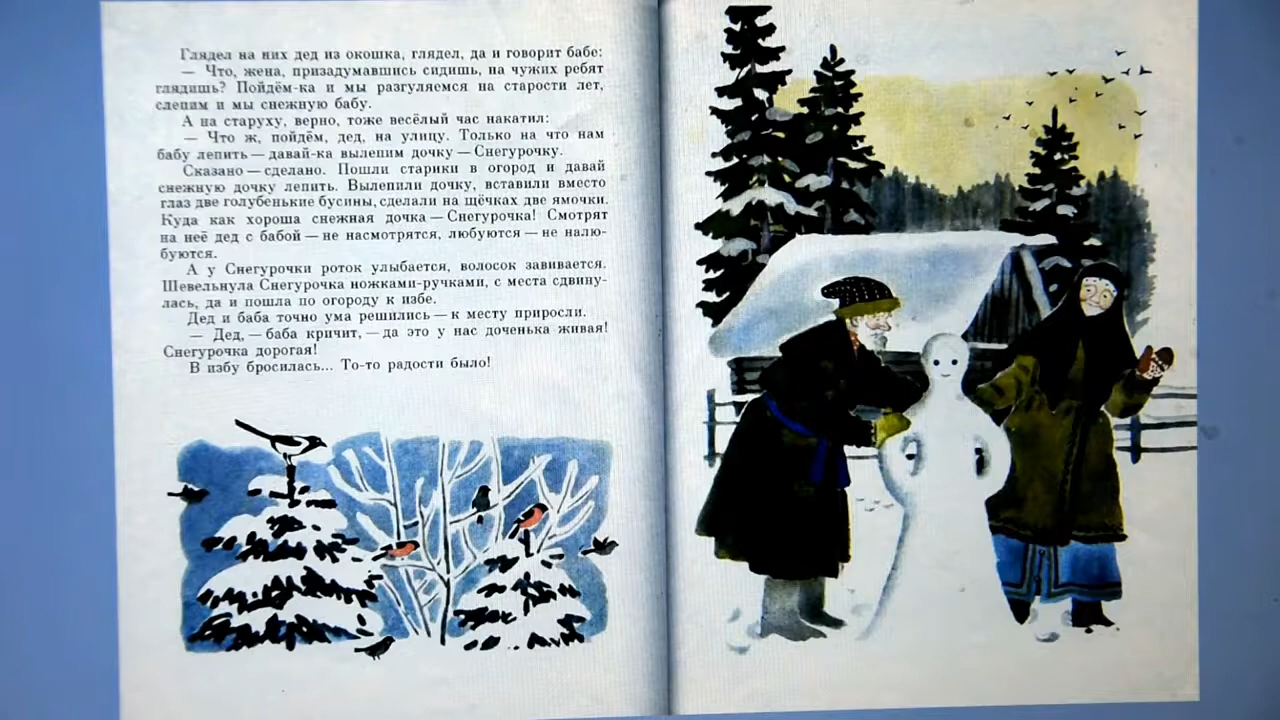 Глядел на них дед из окошка, глядел, да и говорит бабе:
— Что, жена, призадумавшись сидишь, на чужих ребят
глядишь? Пойдём-ка и мы разгуляемся на старости лет,
слепим и мы снежную бабу.
А на старуху, верно, тоже весёлый час накатил:
— Что ж, пойдём, дед, на улицу. Только на что нам
бабу лепить — давай-ка вылепим дочку — Снегурочку.
Сказано — сделано. Пошли старики в огород и давай
снежную дочку лепить. Вылепили дочку, вставили вместо
глаз две голубенькие бусины, сделали на щёчках две ямочки.
Куда как хороша снежная дочка — Снегурочка! Смотрят
на неё дед с бабой — не насмотрятся, любуются — не налю-
буются.
А у Снегурочки роток улыбается, волосок завивается.
Шевельнула Снегурочка ножками-ручками, с места сдвину-
лась, да и пошла по огороду к избе.
Дед и баба точно ума решились — к месту приросли.
— Дед, — баба кричит, — да это у нас доченька живая!
Снегурочка дорогая!
В избу бросилась... То-то радости было!